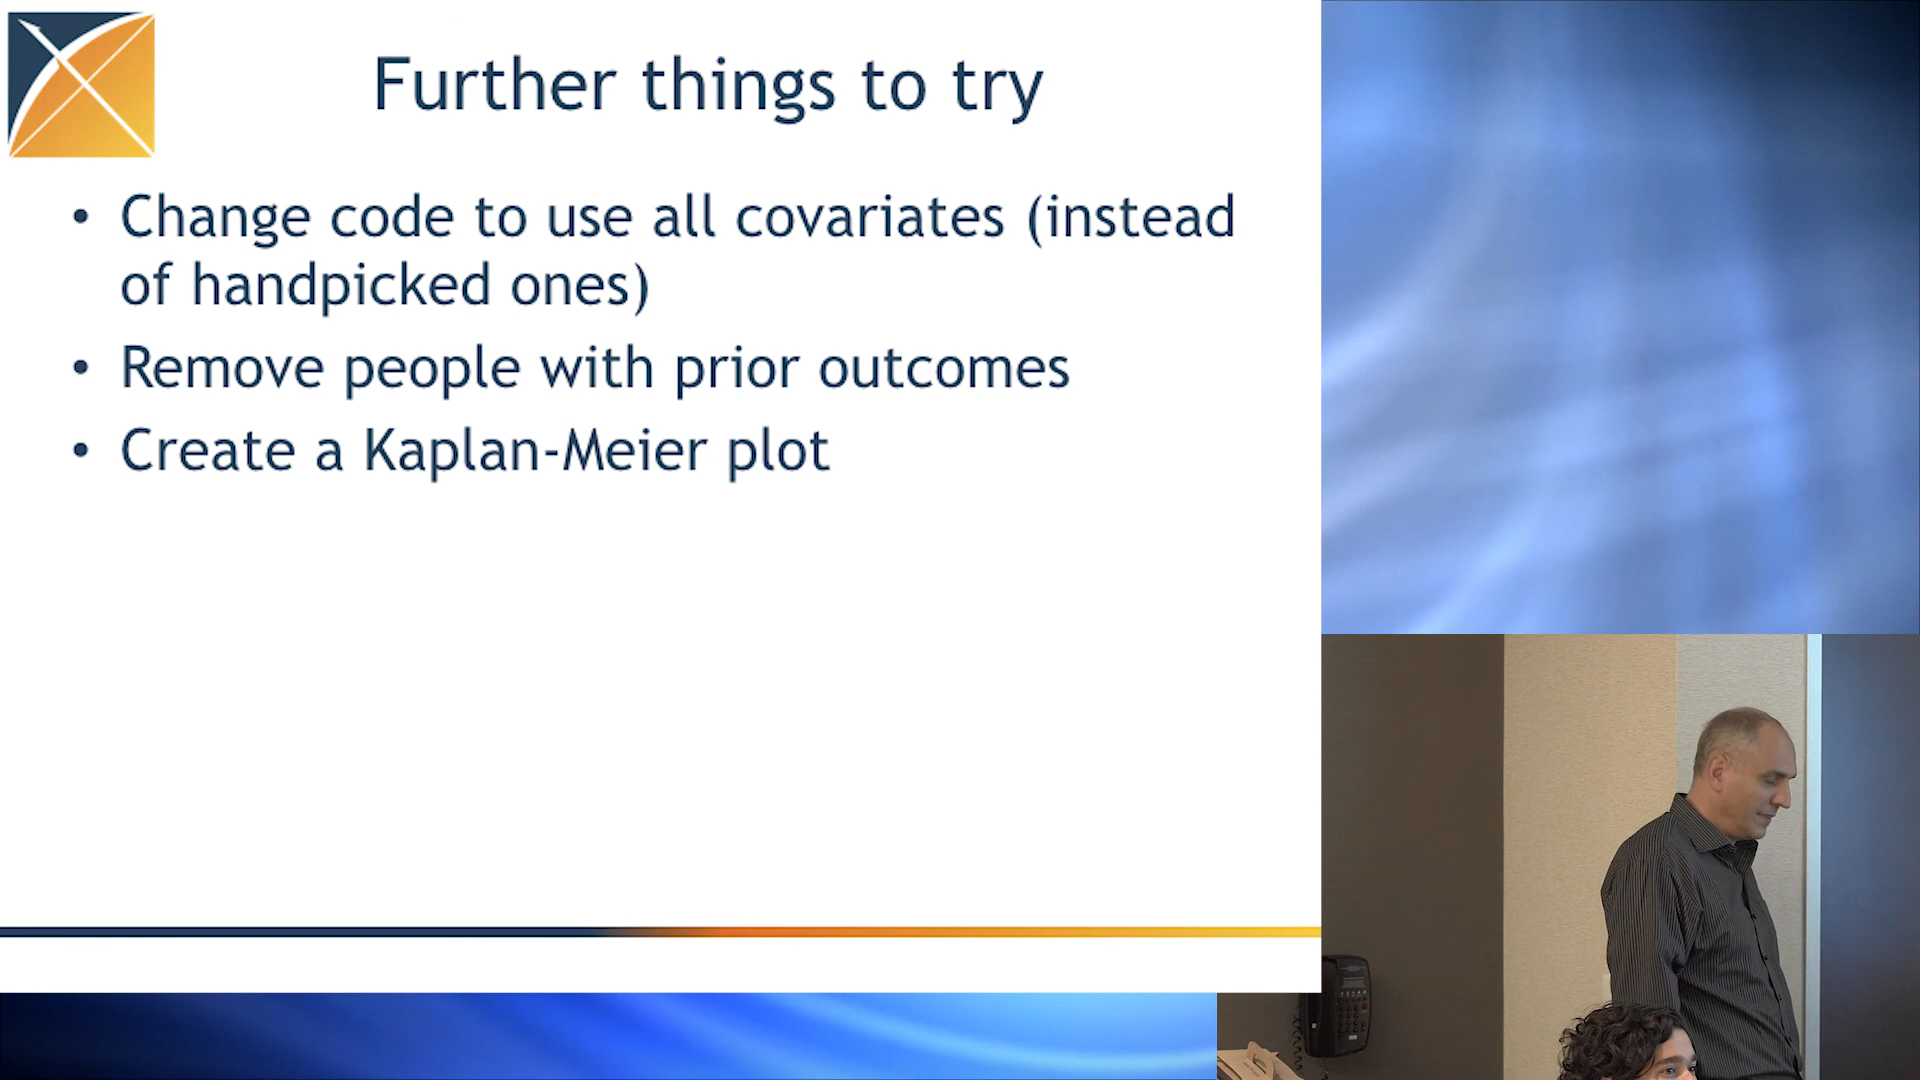 Further things to try
• Change code to use all covariates (instead
of handpicked ones)
• Remove people with prior outcomes
• Create a Kaplan-Meier plot